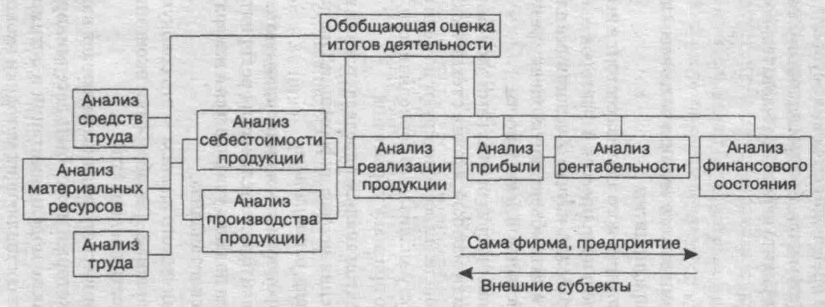 Обобщающая оценка
итогов деятельности
Анализ
средств
труда
Анализ
материальных
ресурсов
Анализ
труда
Анализ
себестоимости
продукции
Анализ
производства
продукции
Анализ
реализации
продукции
Анализ
прибыли
Анализ
рентабельности
Анализ
финансового
состояния
Сама фирма, предприятие
Внешние субъекты